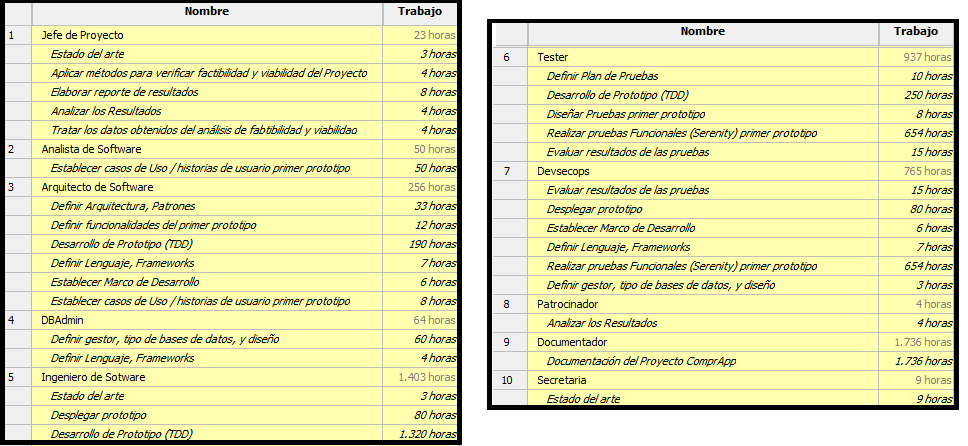 Nombre Trabajo
1 Jefe de Proyecto 23 horas
Estado del arte 3 horas
Aplicar métodos para verificar factibilidad y viabilidad del Proyecto 4 horas
Elaborar reporte de resultados 8 horas
Analizar los Resultados 4 horas
Tratar los datos obtenidos del análisis de fabtibilidad y viabilidad 4 horas
2 Analista de Software 50 horas
Establecer casos de Uso / historias de usuario primer prototipo 50 horas
3 Arquitecto de Software 256 horas
Definir Arquitectura, Patrones 33 horas
Definir funcionalidades del primer prototipo 12 horas
Desarrollo de Prototipo (TDD) 190 horas
Definir Lenguaje, Frameworks 7 horas
Establecer Marco de Desarrollo 6 horas
Establecer casos de Uso / historias de usuario primer prototipo 8 horas
4 DBAdmin 64 horas
Definir gestor, tipo de bases de datos, y diseño 60 horas
Definir Lenguaje, Frameworks 4 horas
5 Ingeniero de Sotware 1.403 horas
Estado del arte 3 horas
Desplegar prototipo 80 horas
Desarrollo de Prototipo (TDD) 1.320 horas
Nombre Trabajo
6 Tester 937 horas
Definir Plan de Pruebas 10 horas
Desarrollo de Prototipo (TDD) 250 horas
Diseñar Pruebas primer prototipo 8 horas
Realizar pruebas Funcionales (Serenity) primer prototipo 654 horas
Evaluar resultados de las pruebas 15 horas
7 Devsecops 765 horas
Evaluar resultados de las pruebas 15 horas
Desplegar prototipo 80 horas
Establecer Marco de Desarrollo 6 horas
Definir Lenguaje, Frameworks 7 horas
Realizar pruebas Funcionales (Serenity) primer prototipo 654 horas
Definir gestor, tipo de bases de datos, y diseño 3 horas
8 Patrocinador 4 horas
Analizar los Resultados 4 horas
9 Documentador 1.736 horas
Documentación del Proyecto ComprApp 1.736 horas
10 Secretaria 9 horas
Estado del arte 9 horas